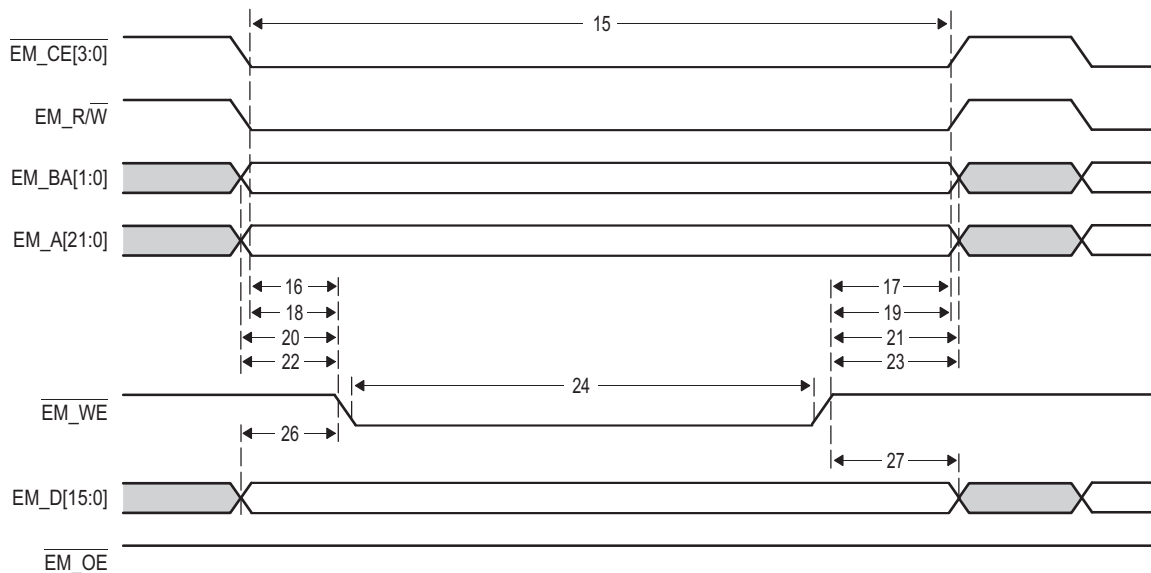 15
EM_CE[3:0]
EM_R/W
EM_BA[1:0]
EM_A[21:0]
16 17
18 19
20 21
22 23
24
EM_WE
26
27
EM_D[15:0]
EM_OE